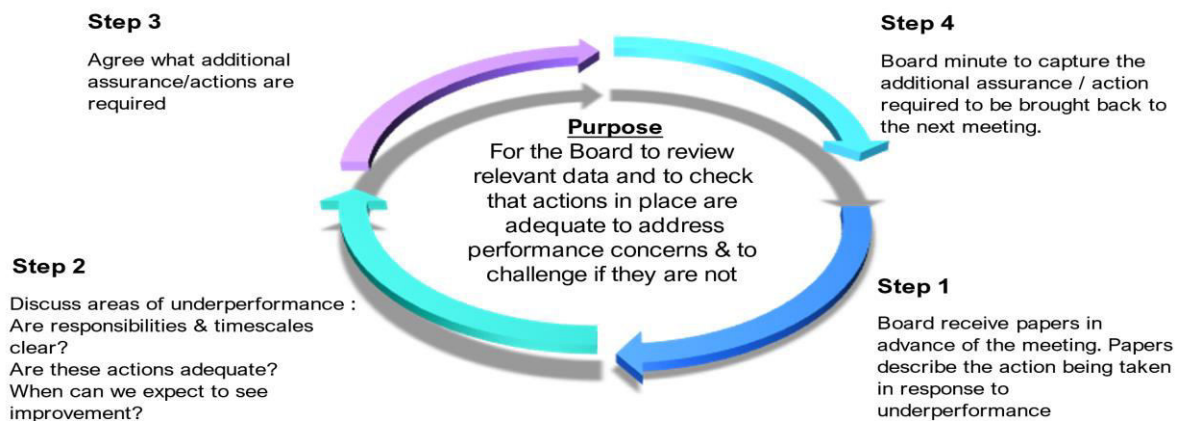 Step 3
Agree what additional
assurance/actions are
required
Step 4
Board minute to capture the
additional assurance / action
required to be brought back to
the next meeting.
Purpose
For the Board to review
relevant data and to check
that actions in place are
adequate to address
performance concerns & to
challenge if they are not
Step 2
Discuss areas of underperformance :
Are responsibilities & timescales
clear?
Are these actions adequate?
When can we expect to see
improvement?
Step 1
Board receive papers in
advance of the meeting. Papers
describe the action being taken
in response to
underperformance